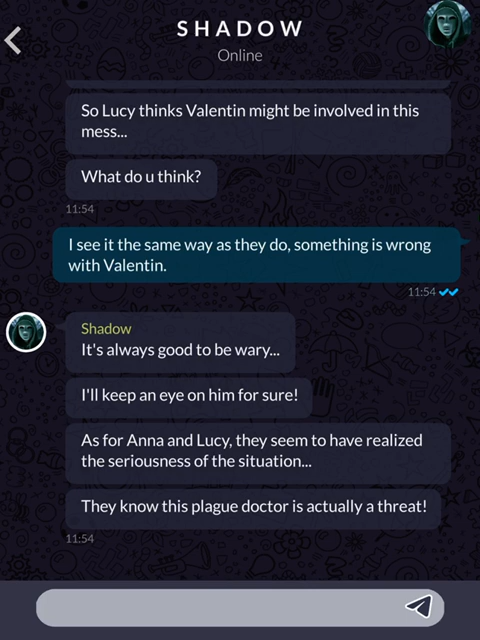 SHADOW
Online
So Lucy thinks Valentin might be involved in this
mess...
What do u think?
11:54
I see it the same way as they do, something is wrong
with Valentin.
11:54
Shadow
It's always good to be wary...
I'll keep an eye on him for sure!
As for Anna and Lucy, they seem to have realized
the seriousness of the situation...
They know this plague doctor is actually a threat!
11:54